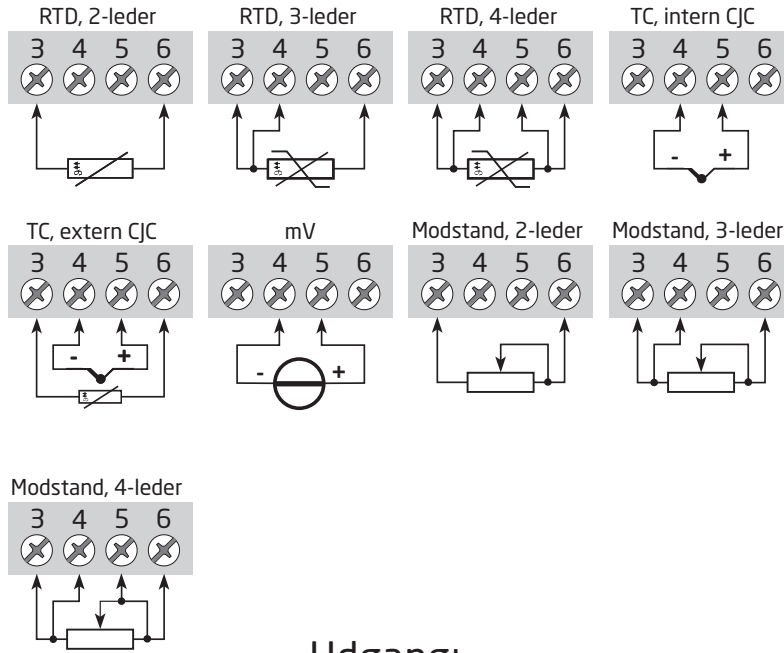 RTD, 2-leder
3 4 5 6
RTD, 3-leder
3 4 5 6
RTD, 4-leder
3 4 5 6
TC, intern CJC
3 4 5 6
- +
TC, extern CJC
3 4 5 6
- +
mV
3 4 5 6
- +
Modstand, 2-leder
3 4 5 6
Modstand, 3-leder
3 4 5 6
Modstand, 4-leder
3 4 5 6
Udgang: